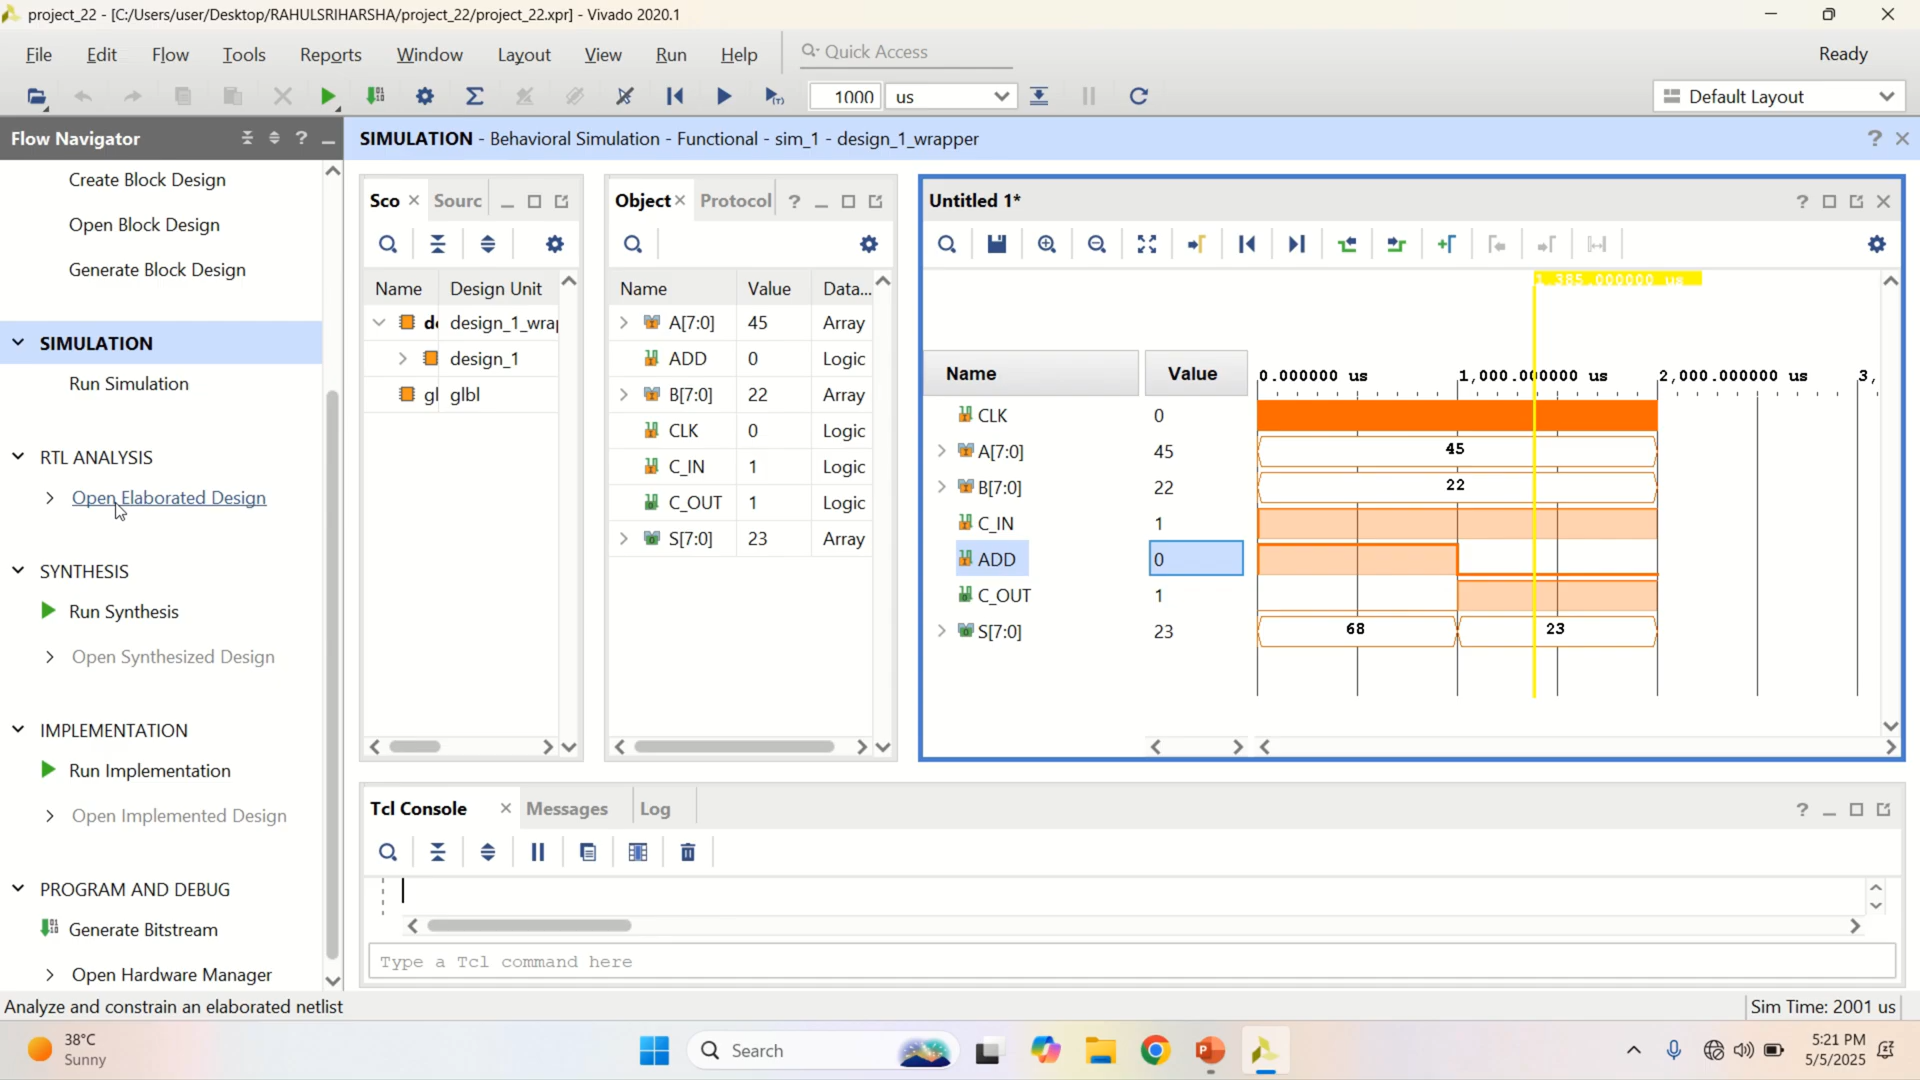 project_22 - [C:/Users/user/Desktop/RAHULSRIHARSHA/project_22/project_22.xpr] - Vivado 2020.1
File Edit Flow Tools Reports Window Layout View Run Help Quick Access Ready
1000 us Default Layout
Flow Navigator
SIMULATION - Behavioral Simulation - Functional - sim_1 - design_1_wrapper
Create Block Design
Open Block Design
Generate Block Design
SIMULATION
Run Simulation
RTL ANALYSIS
Open Elaborated Design
SYNTHESIS
Run Synthesis
Open Synthesized Design
IMPLEMENTATION
Run Implementation
Open Implemented Design
PROGRAM AND DEBUG
Generate Bitstream
Open Hardware Manager
Sco Sourc
Name Design Unit
de design_1_wrap
design_1
gl glbl
Object Protocol
Name Value Data...
A[7:0] 45 Array
ADD 0 Logic
B[7:0] 22 Array
CLK 0 Logic
C_IN 1 Logic
C_OUT 1 Logic
S[7:0] 23 Array
Untitled 1*
1,385.000000 us
Name Value 0.000000 us 1,000.000000 us 2,000.000000 us 3,
CLK 0
A[7:0] 45 45
B[7:0] 22 22
C_IN 1
ADD 0
C_OUT 1
S[7:0] 23 68 23
Tcl Console Messages Log
Type a Tcl command here
Analyze and constrain an elaborated netlist Sim Time: 2001 us
38°C
Sunny
Search
5:21 PM
5/5/2025